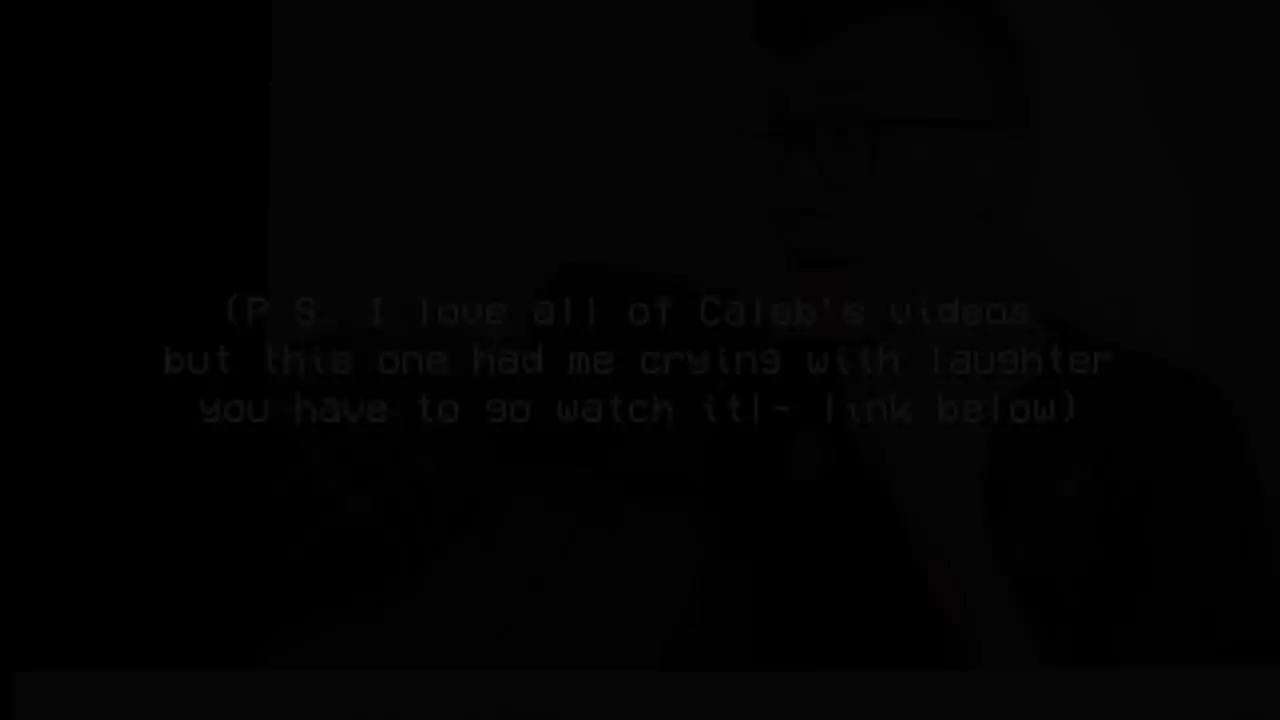 (P.S. I love all of Caleb's videos
but this one had me crying with laughter
you have to go watch it!- link below)